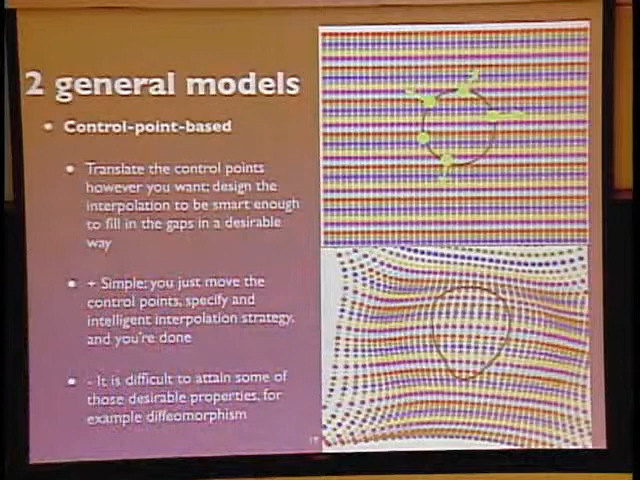 2 general models
Control-point-based
Translate the control points
however you want; design the
interpolation to be smart enough
to fill in the gaps in a desirable
way
+ Simple; you just move the
control points, specify and
intelligent interpolation strategy,
and you're done
- It is difficult to attain some of
those desirable properties, for
example diffeomorphism